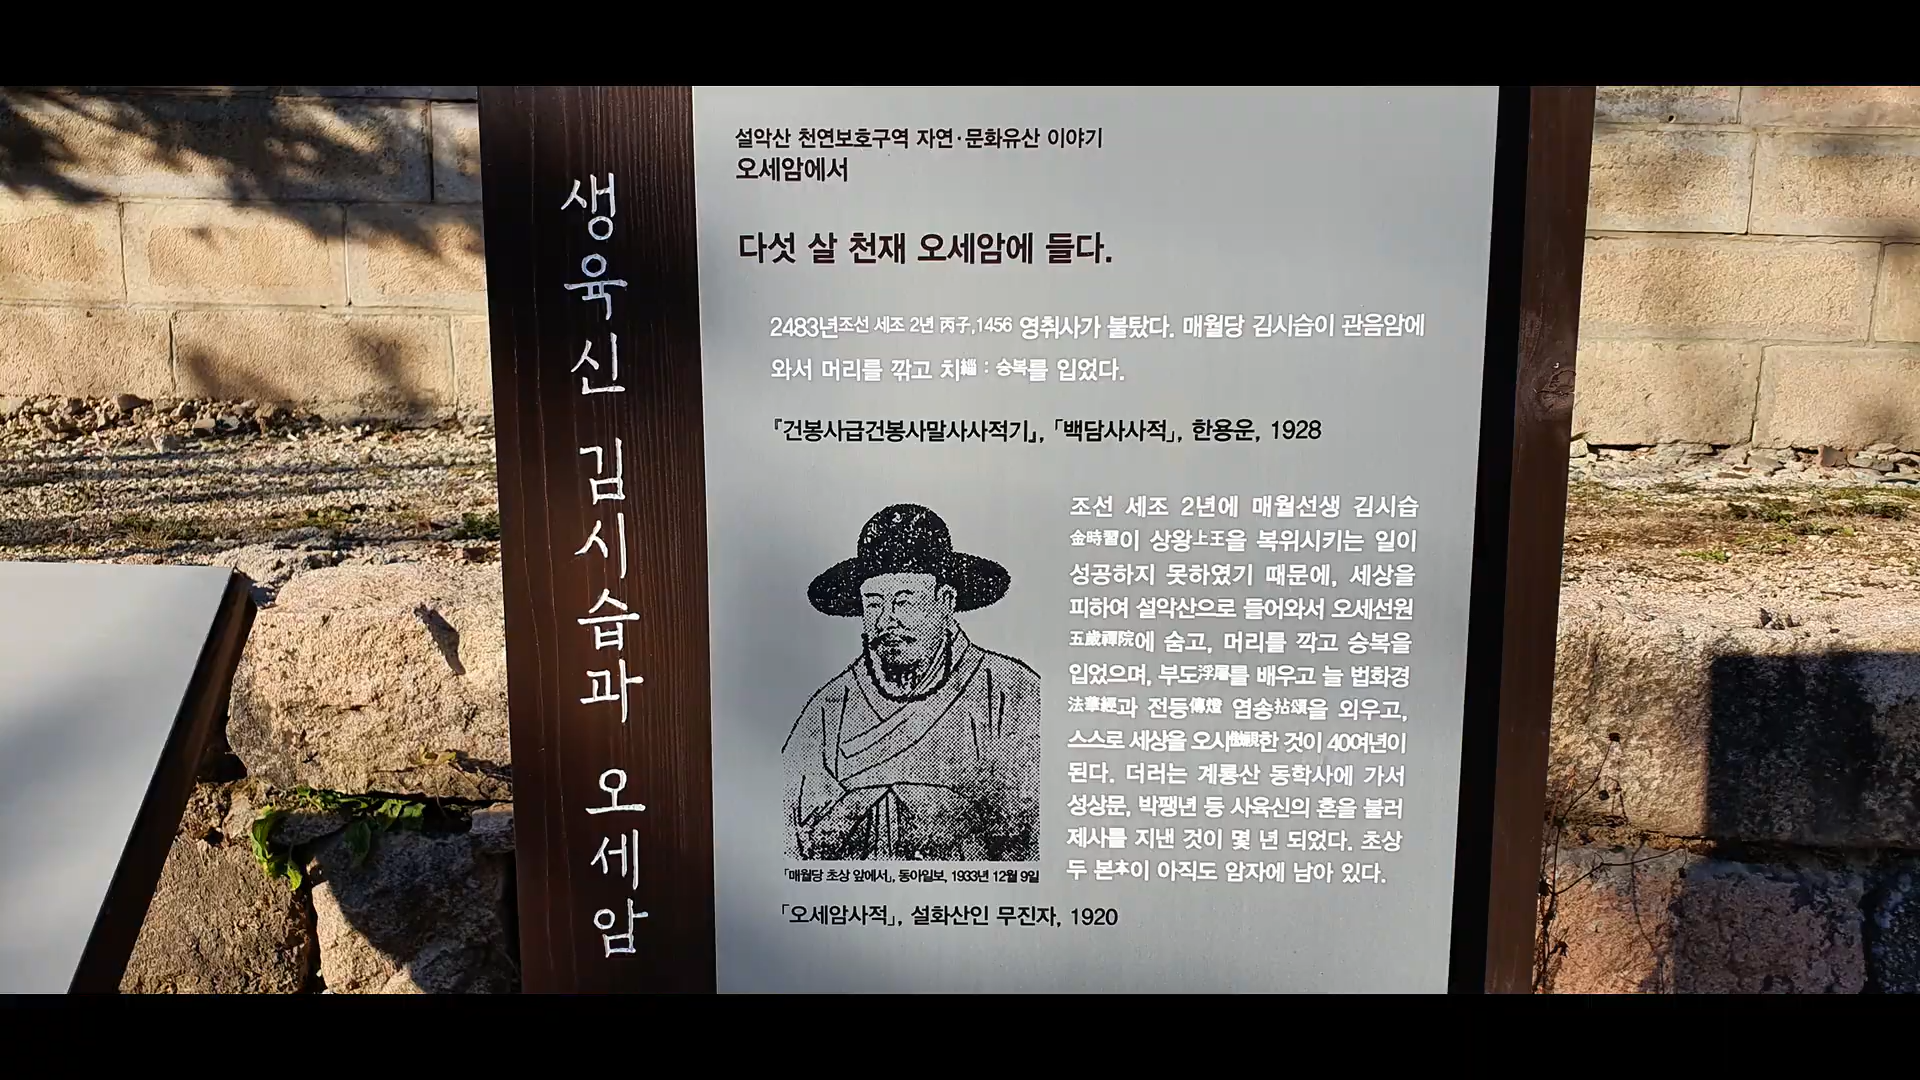 생육신 김시습과 오세암
설악산 천연보호구역 자연·문화유산 이야기
오세암에서
다섯 살 천재 오세암에 들다.
2483년조선 세조 2년 丙子,1456 영취사가 불탔다. 매월당 김시습이 관음암에
와서 머리를 깎고 치緇 : 승복를 입었다.
『건봉사급건봉사말사사적기』, 「백담사사적」, 한용운, 1928
조선 세조 2년에 매월선생 김시습
金時習이 상왕上王을 복위시키는 일이
성공하지 못하였기 때문에, 세상을
피하여 설악산으로 들어와서 오세선원
五歲禪院에 숨고, 머리를 깍고 승복을
입었으며, 부도浮屠를 배우고 늘 법화경
法華經과 전등傳燈 염송拈頌을 외우고,
스스로 세상을 오시한 것이 40여년이
된다. 더러는 계룡산 동학사에 가서
성삼문, 박팽년 등 사육신의 혼을 불러
제사를 지낸 것이 몇 년 되었다. 초상
두 본本이 아직도 암자에 남아 있다.
「매월당 초상 앞에서」, 동아일보, 1933년 12월 9일
「오세암사적」, 설화산인 무진자, 1920